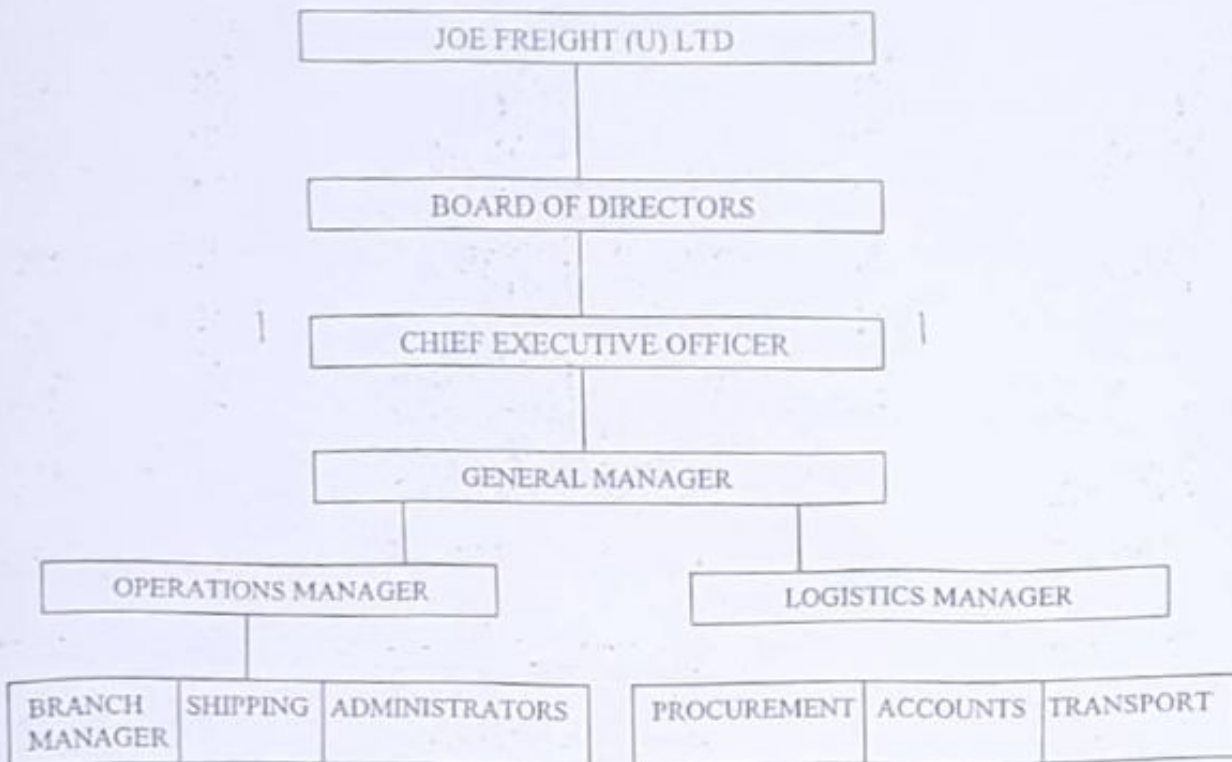 JOE FREIGHT (U) LTD
BOARD OF DIRECTORS
CHIEF EXECUTIVE OFFICER
GENERAL MANAGER
OPERATIONS MANAGER
LOGISTICS MANAGER
BRANCH
MANAGER
SHIPPING
ADMINISTRATORS
PROCUREMENT
ACCOUNTS
TRANSPORT